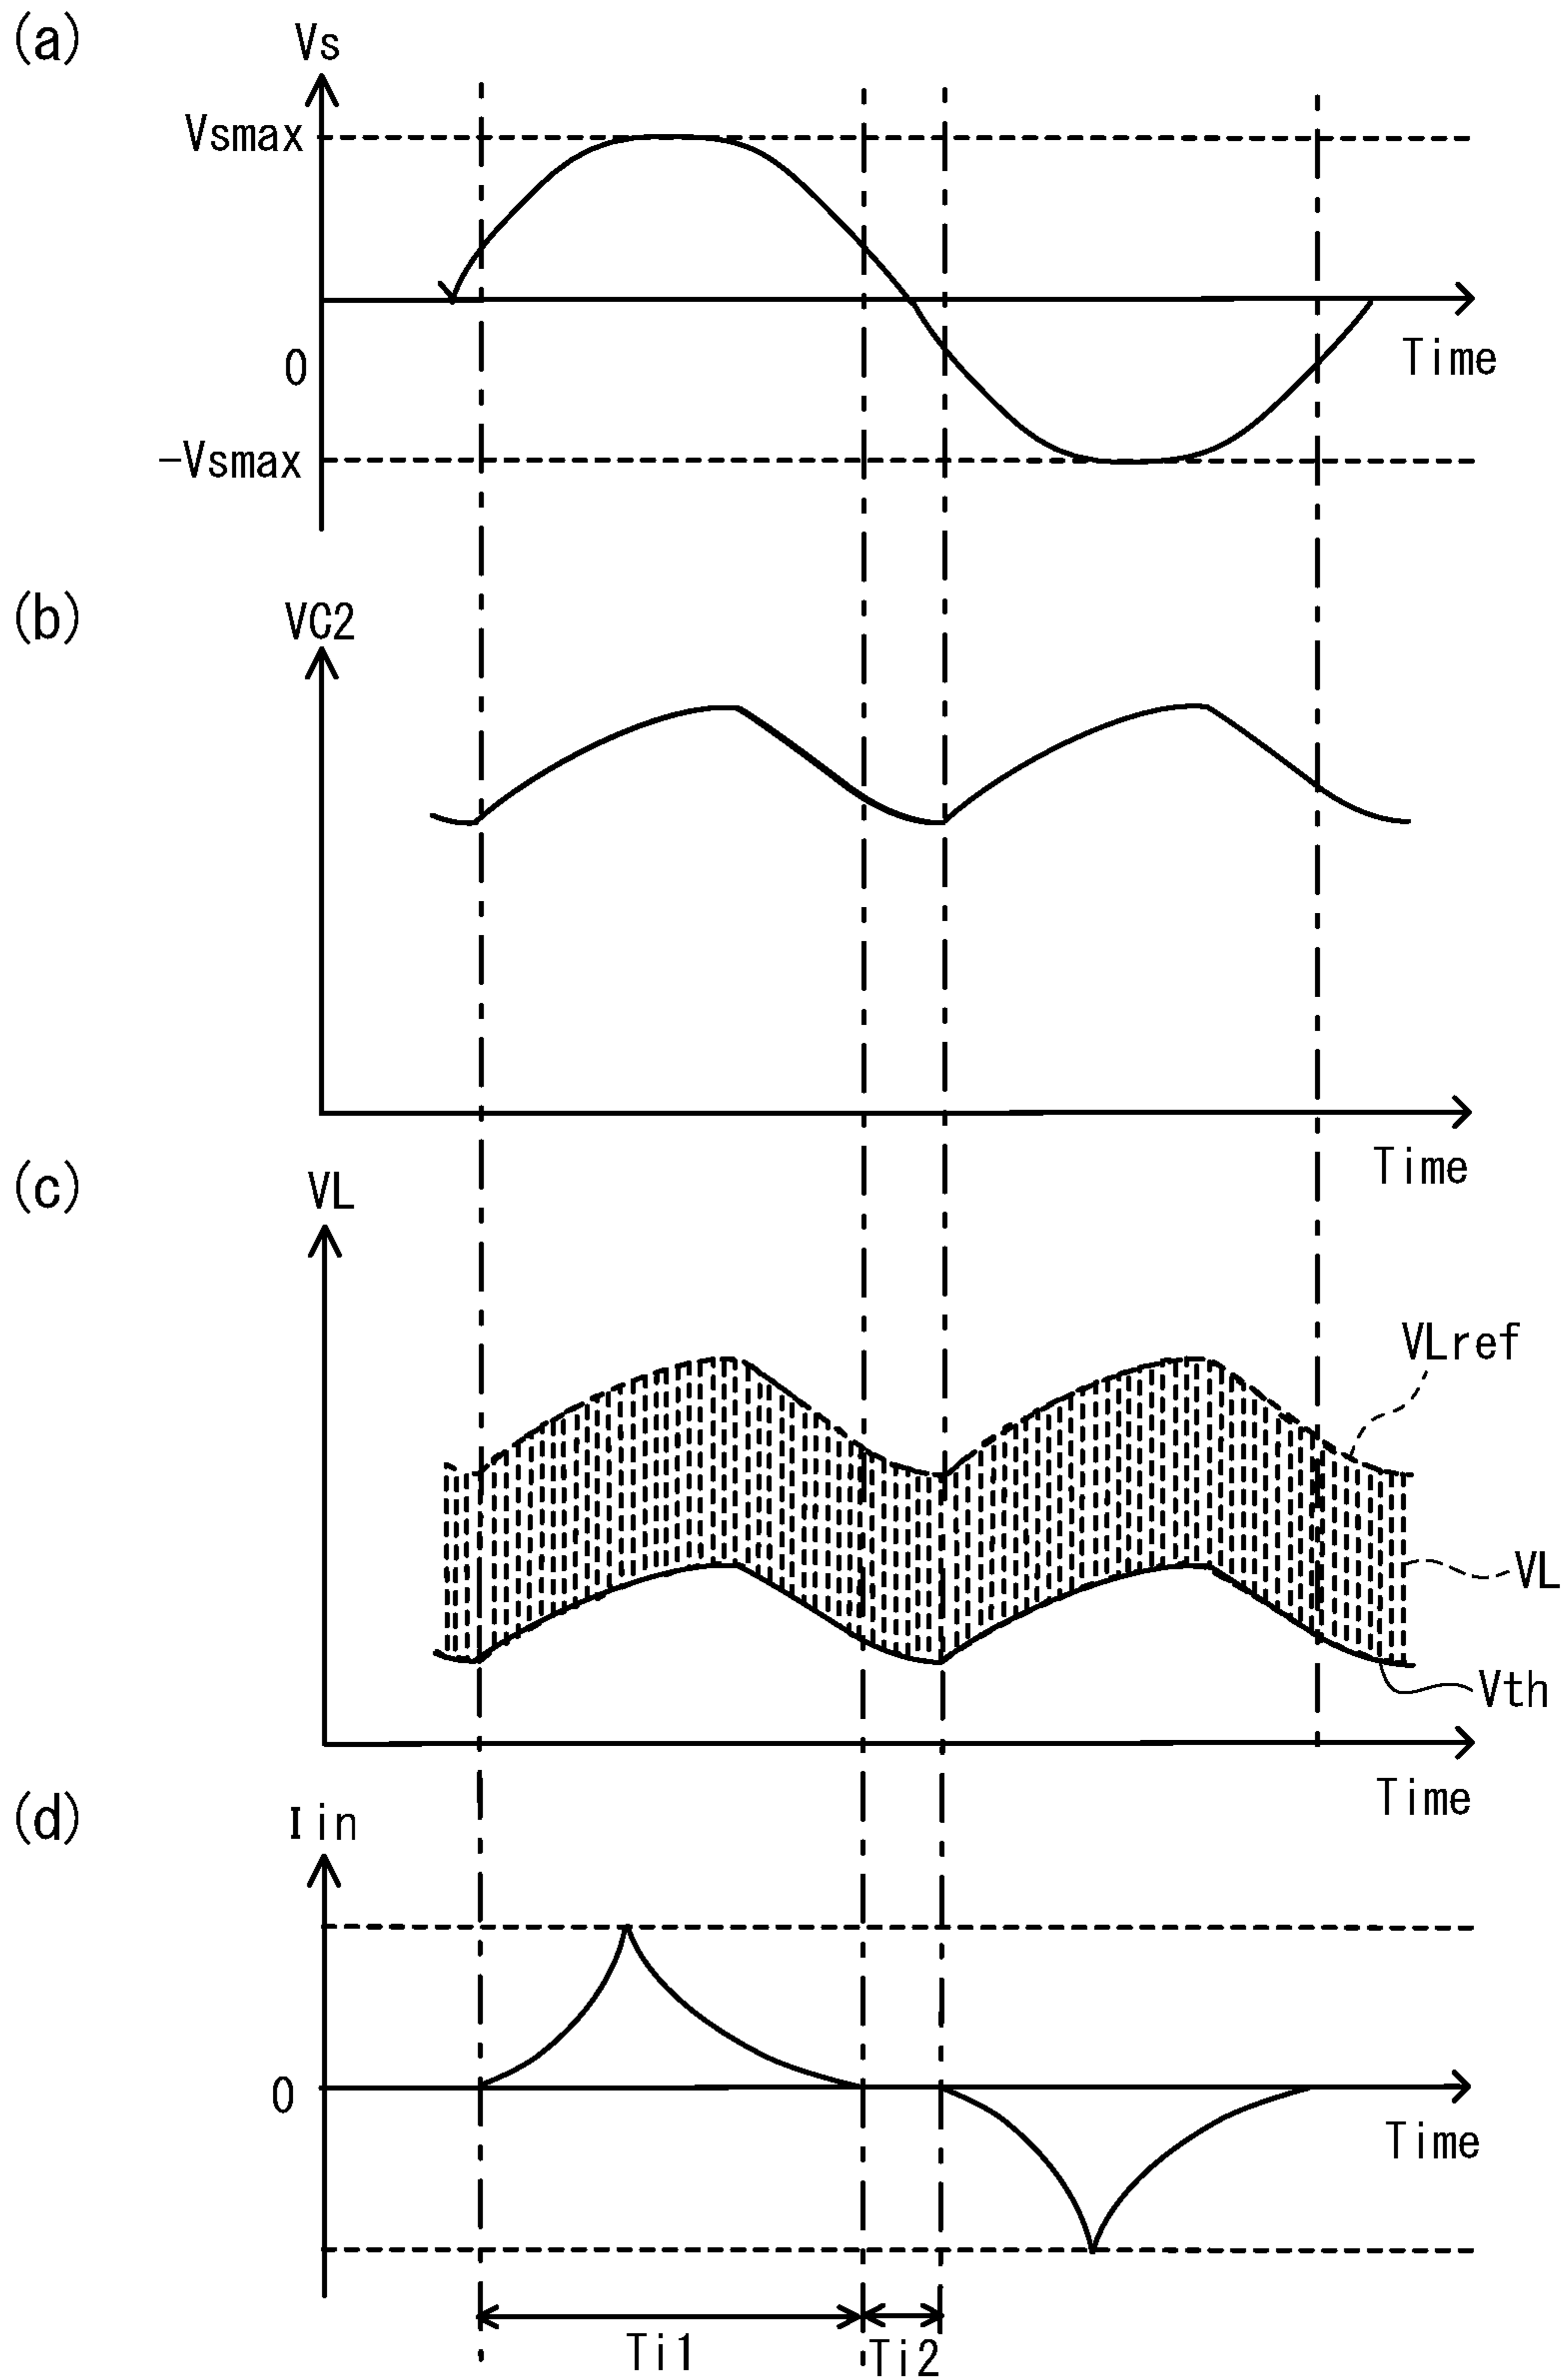 (a)
Vs
Vsmax
0
Time
-Vsmax
(b)
VC2
Time
(c)
VL
VLref
VL
Vth
Time
(d)
Iin
0
Time
Ti1
Ti2